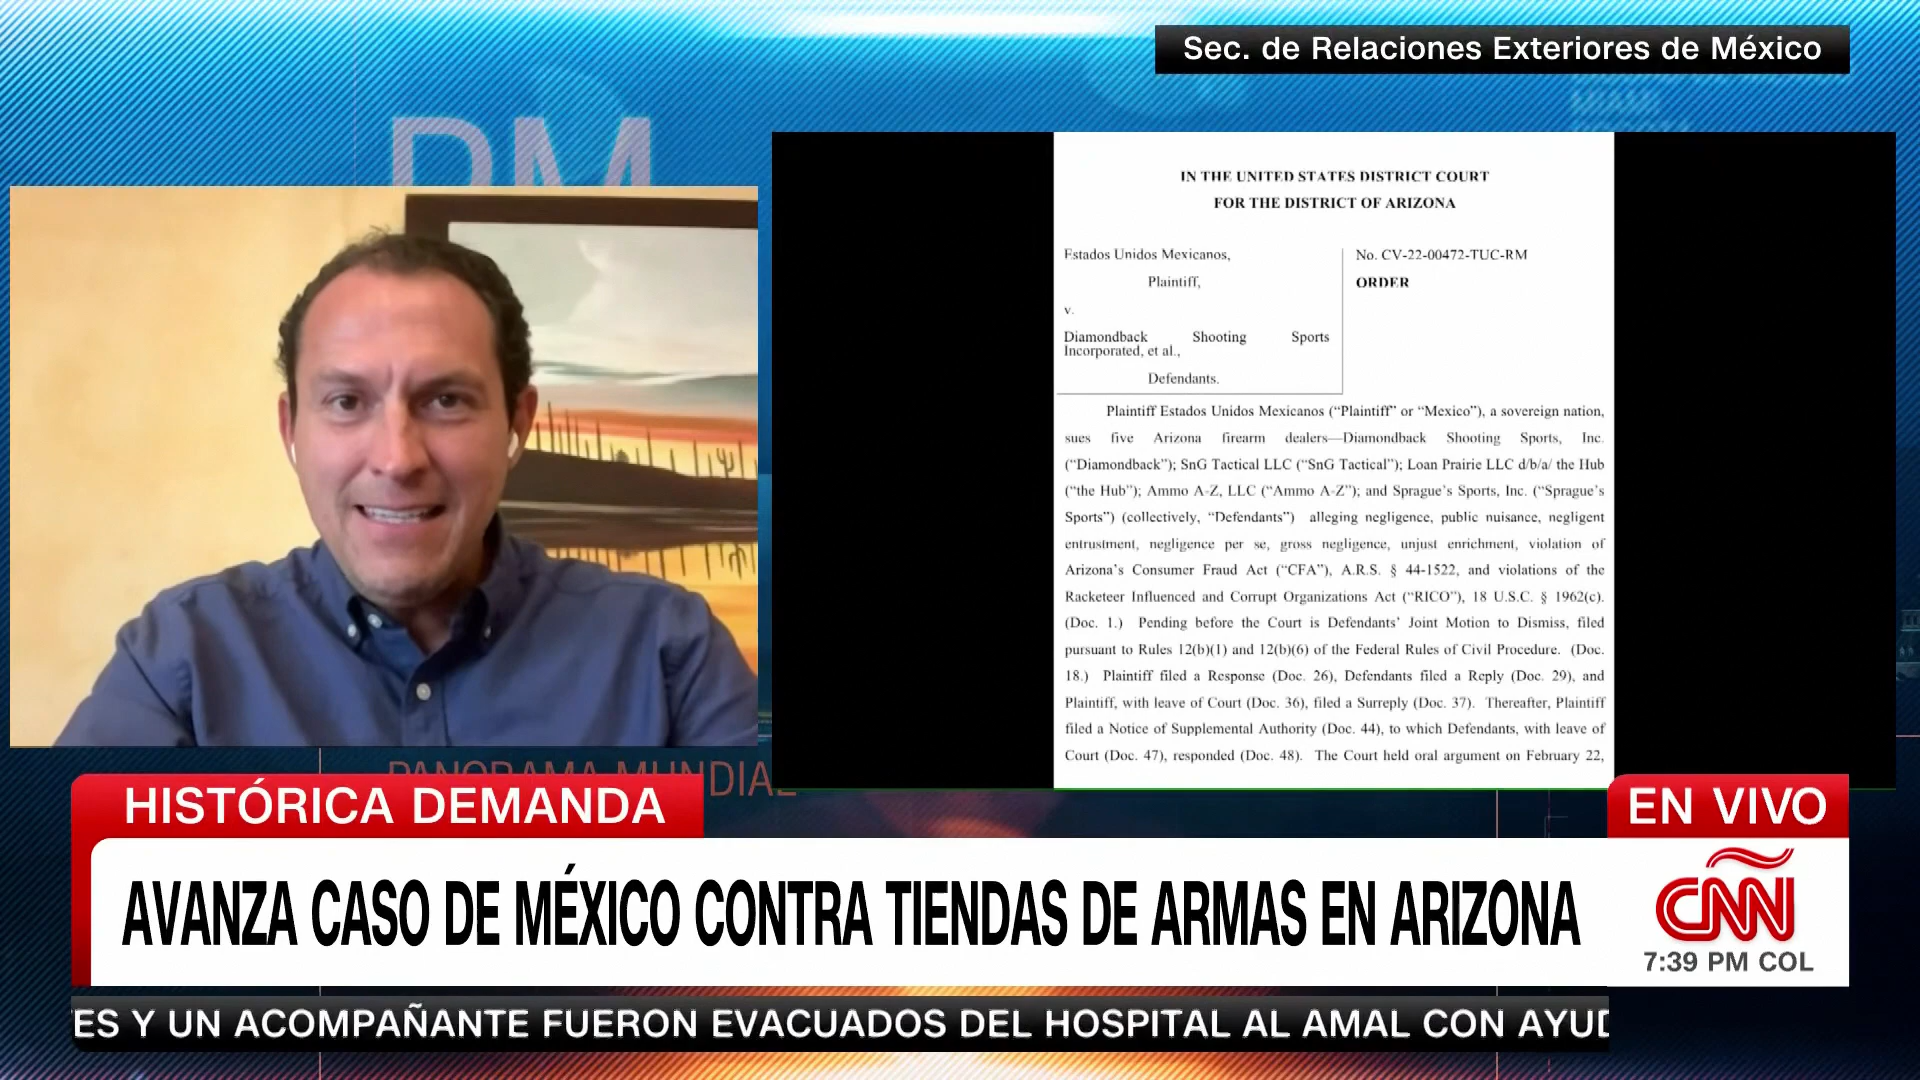 Sec. de Relaciones Exteriores de México
PM
IN THE UNITED STATES DISTRICT COURT
FOR THE DISTRICT OF ARIZONA
Estados Unidos Mexicanos,
Plaintiff,
v.
Diamondback Shooting Sports
Incorporated, et al.,
Defendants.
No. CV-22-00472-TUC-RM
ORDER
Plaintiff Estados Unidos Mexicanos (“Plaintiff” or “Mexico”), a sovereign nation,
sues five Arizona firearm dealers—Diamondback Shooting Sports, Inc.
(“Diamondback”); SnG Tactical LLC (“SnG Tactical”); Loan Prairie LLC d/b/a/ the Hub
(“the Hub”); Ammo A-Z, LLC (“Ammo A-Z”); and Sprague’s Sports, Inc. (“Sprague’s
Sports”) (collectively, “Defendants”) alleging negligence, public nuisance, negligent
entrustment, negligence per se, gross negligence, unjust enrichment, violation of
Arizona’s Consumer Fraud Act (“CFA”), A.R.S. § 44-1522, and violations of the
Racketeer Influenced and Corrupt Organizations Act (“RICO”), 18 U.S.C. § 1962(c).
(Doc. 1.) Pending before the Court is Defendants’ Joint Motion to Dismiss, filed
pursuant to Rules 12(b)(1) and 12(b)(6) of the Federal Rules of Civil Procedure. (Doc.
18.) Plaintiff filed a Response (Doc. 26), Defendants filed a Reply (Doc. 29), and
Plaintiff, with leave of Court (Doc. 36), filed a Surreply (Doc. 37). Thereafter, Plaintiff
filed a Notice of Supplemental Authority (Doc. 44), to which Defendants, with leave of
Court (Doc. 47), responded (Doc. 48). The Court held oral argument on February 22,
PANORAMA MUNDIAL
HISTÓRICA DEMANDA
EN VIVO
AVANZA CASO DE MÉXICO CONTRA TIENDAS DE ARMAS EN ARIZONA
CNÑ
7:39 PM COL
ES Y UN ACOMPAÑANTE FUERON EVACUADOS DEL HOSPITAL AL AMAL CON AYUD